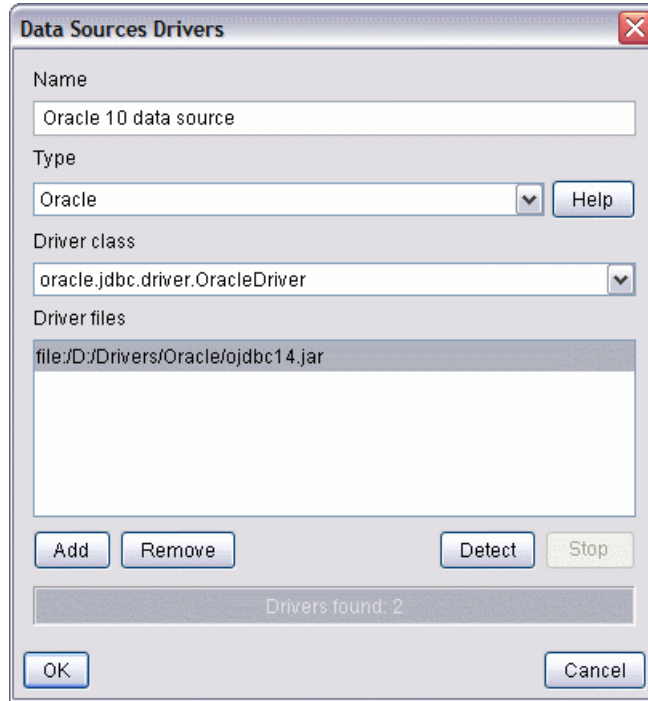 Data Sources Drivers
Name
Oracle 10 data source
Type
Oracle
Help
Driver class
oracle.jdbc.driver.OracleDriver
Driver files
file:/D:/Drivers/Oracle/ojdbc14.jar
Add Remove Detect Stop
Drivers found: 2
OK Cancel